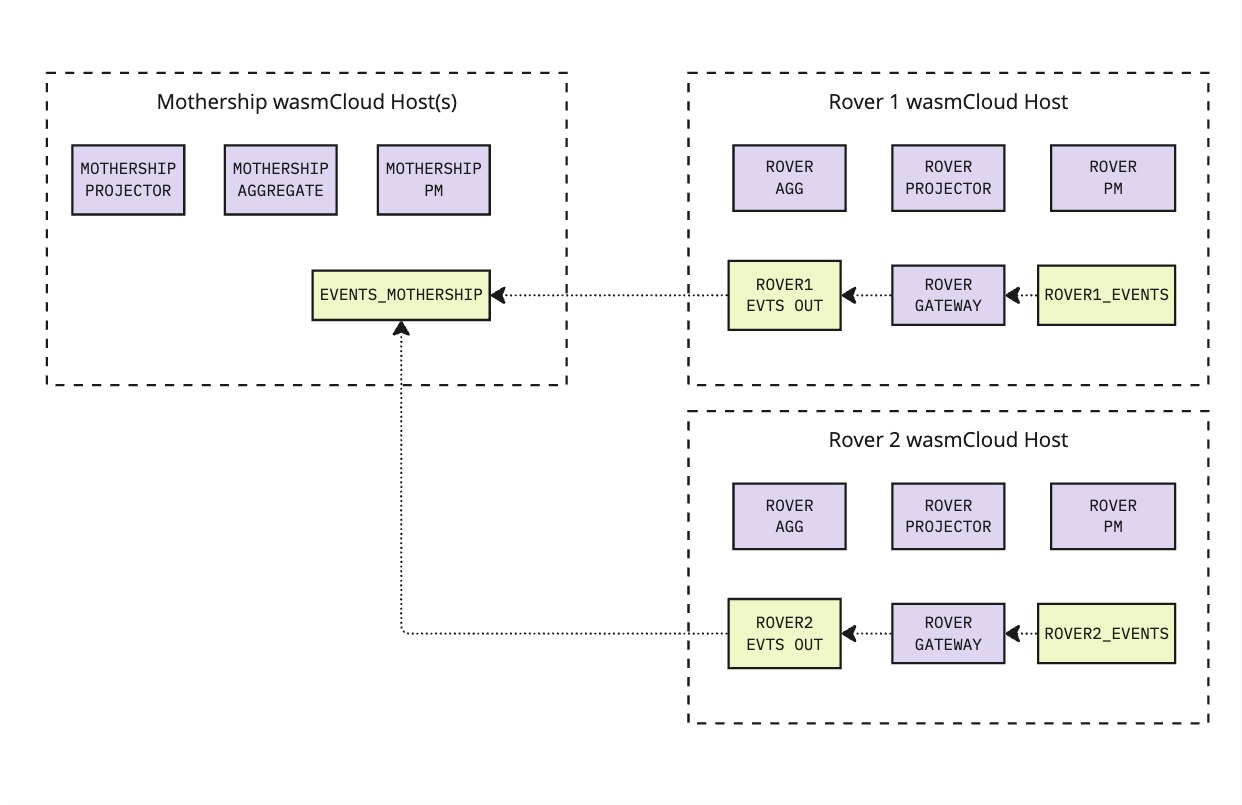 Mothership wasmCloud Host(s)
MOTHERSHIP
PROJECTOR
MOTHERSHIP
AGGREGATE
MOTHERSHIP
PM
EVENTS_MOTHERSHIP
Rover 1 wasmCloud Host
ROVER
AGG
ROVER
PROJECTOR
ROVER
PM
ROVER1
EVTS OUT
ROVER
GATEWAY
ROVER1_EVENTS
Rover 2 wasmCloud Host
ROVER
AGG
ROVER
PROJECTOR
ROVER
PM
ROVER2
EVTS OUT
ROVER
GATEWAY
ROVER2_EVENTS